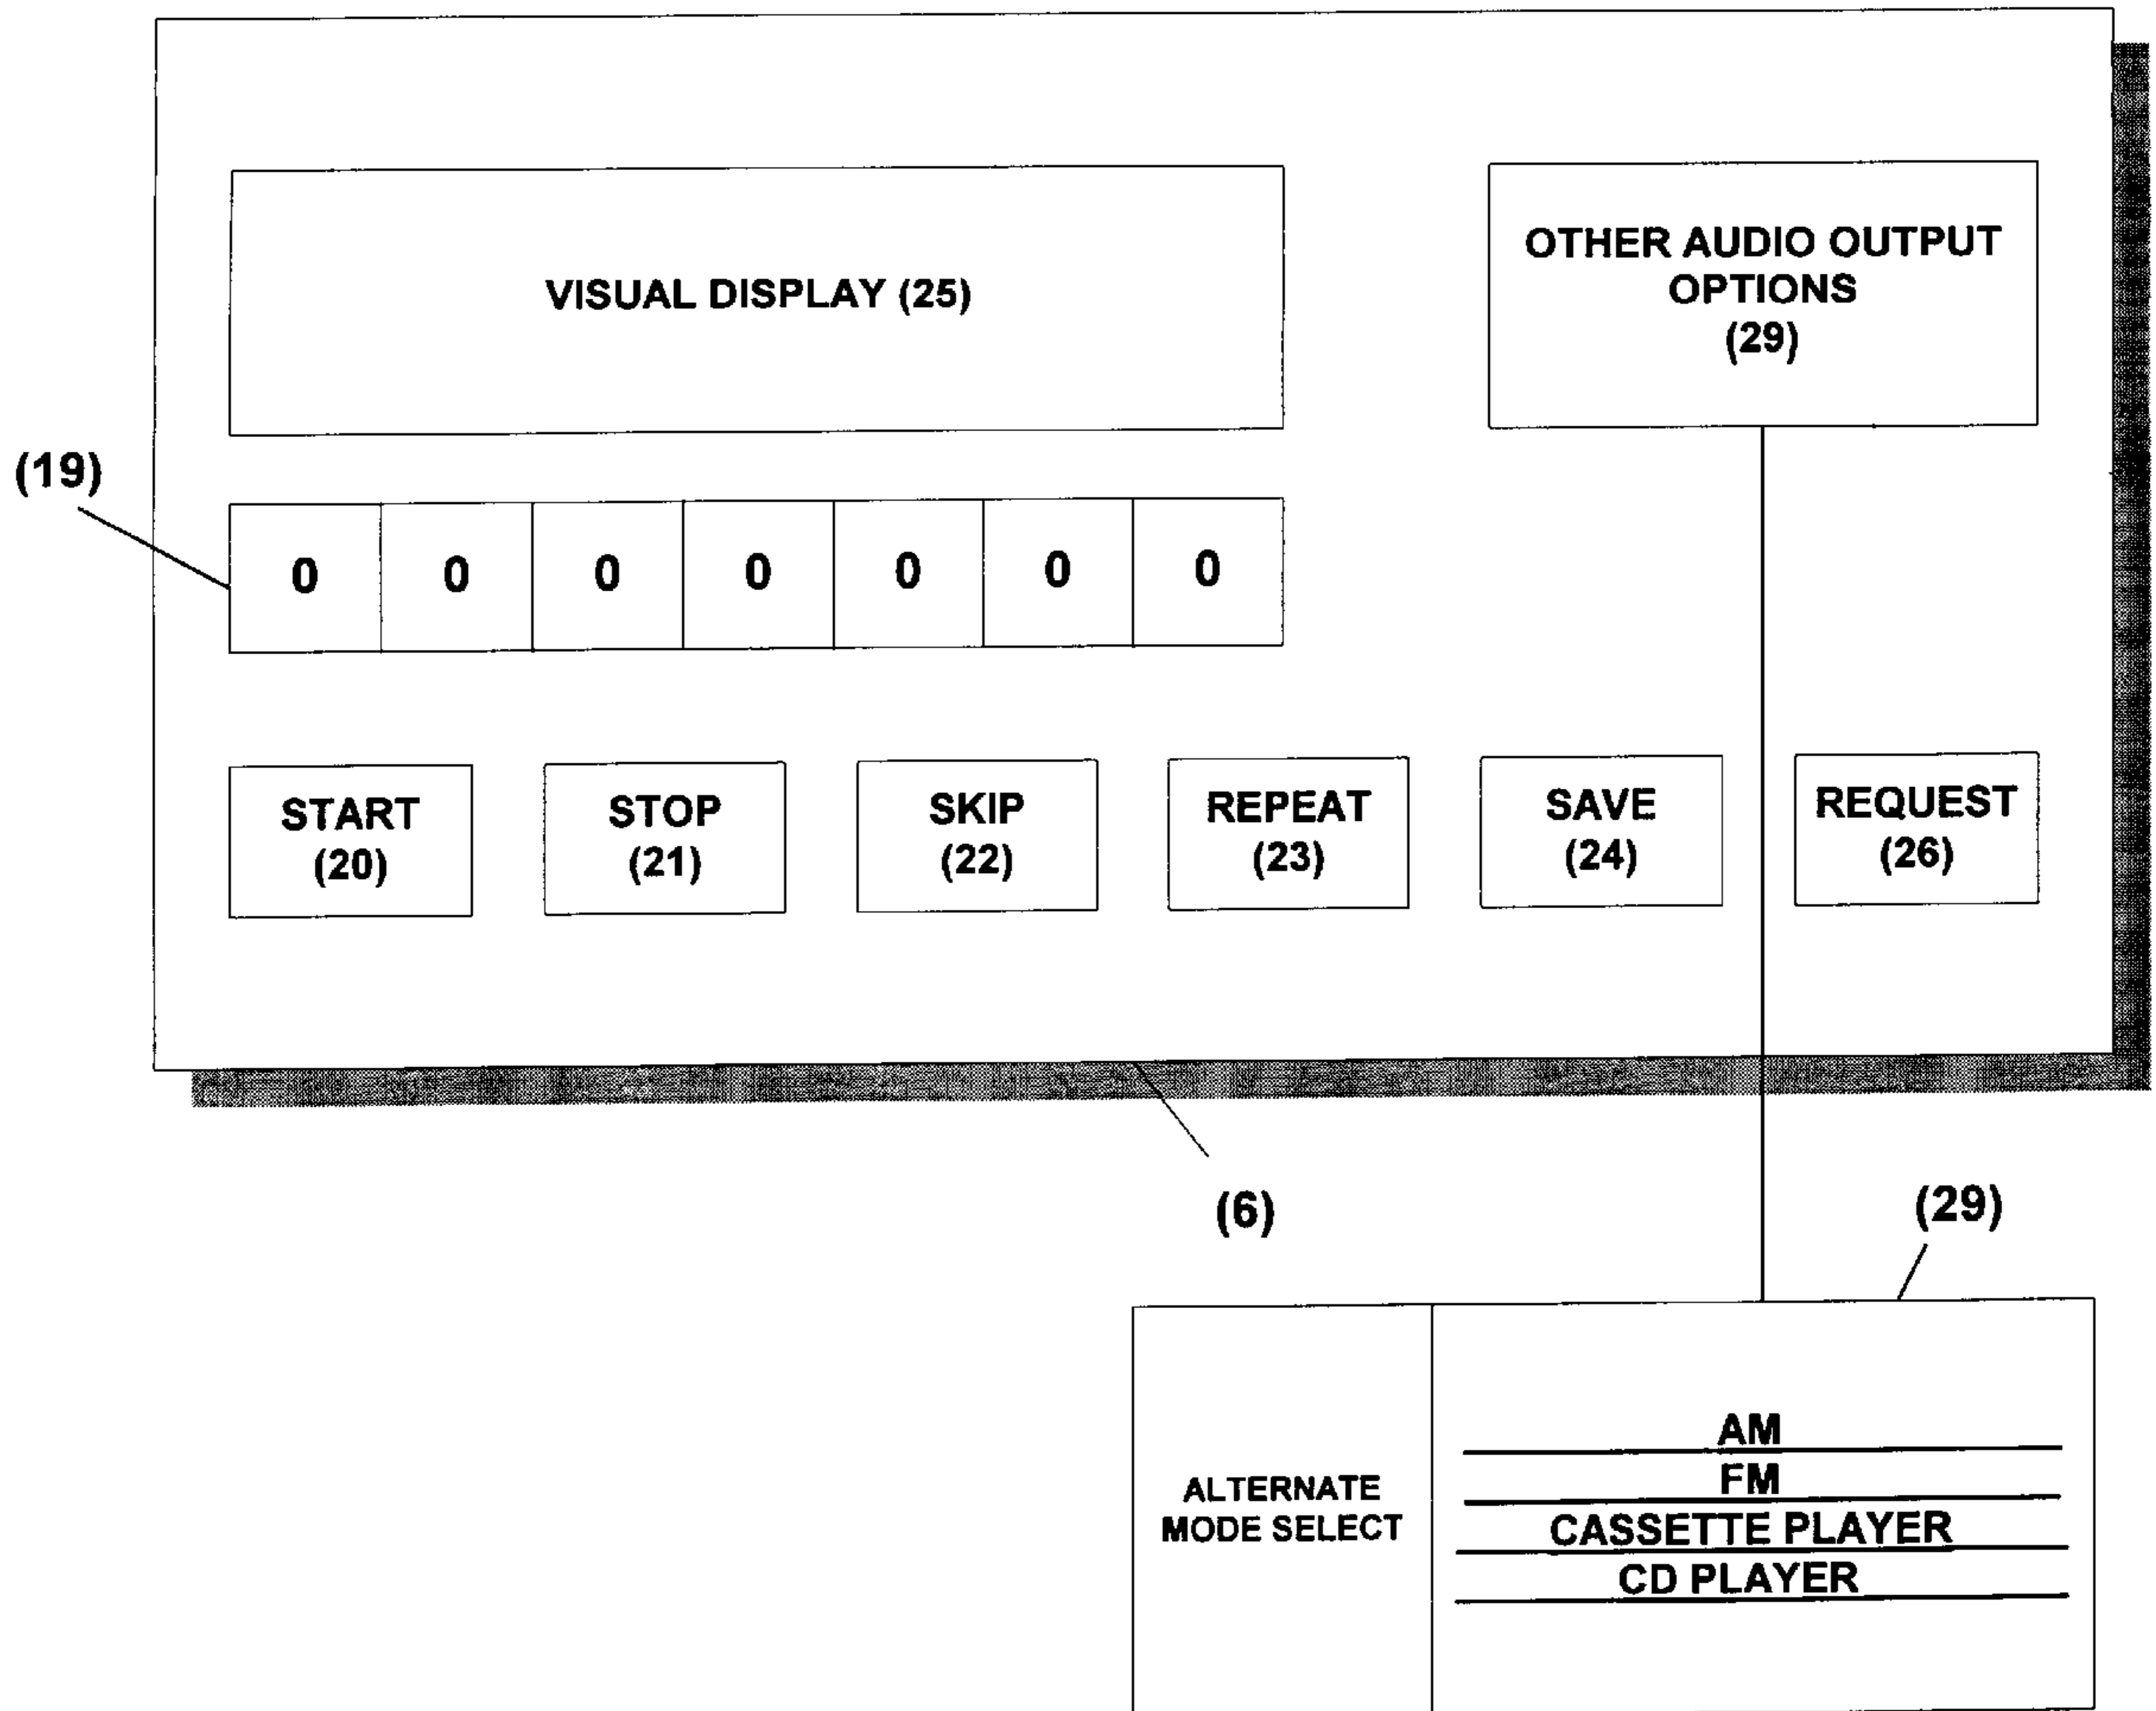 VISUAL DISPLAY (25)
OTHER AUDIO OUTPUT
OPTIONS
(29)
(19)
0 0 0 0 0 0 0
START
(20)
STOP
(21)
SKIP
(22)
REPEAT
(23)
SAVE
(24)
REQUEST
(26)
(6)
(29)
ALTERNATE
MODE SELECT
AM
FM
CASSETTE PLAYER
CD PLAYER